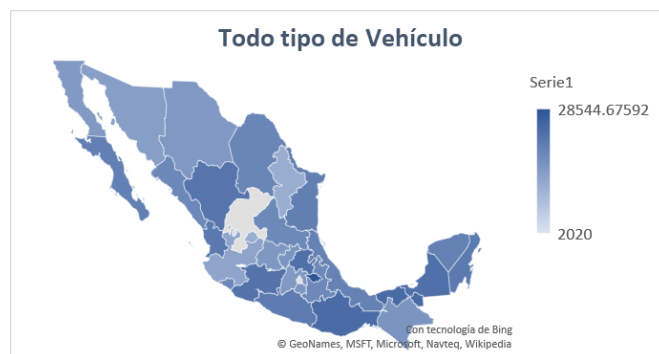 Todo tipo de Vehículo
Serie1
28544.67592
2020
Con tecnología de Bing
© GeoNames, MSFT, Microsoft, Navteq, Wikipedia